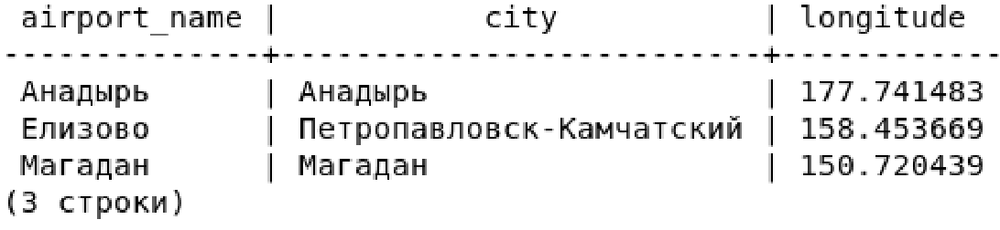 airport_name |           city           | longitude
--------------+--------------------------+------------
 Анадырь      | Анадырь                  | 177.741483
 Елизово      | Петропавловск-Камчатский | 158.453669
 Магадан      | Магадан                  | 150.720439
(3 строки)